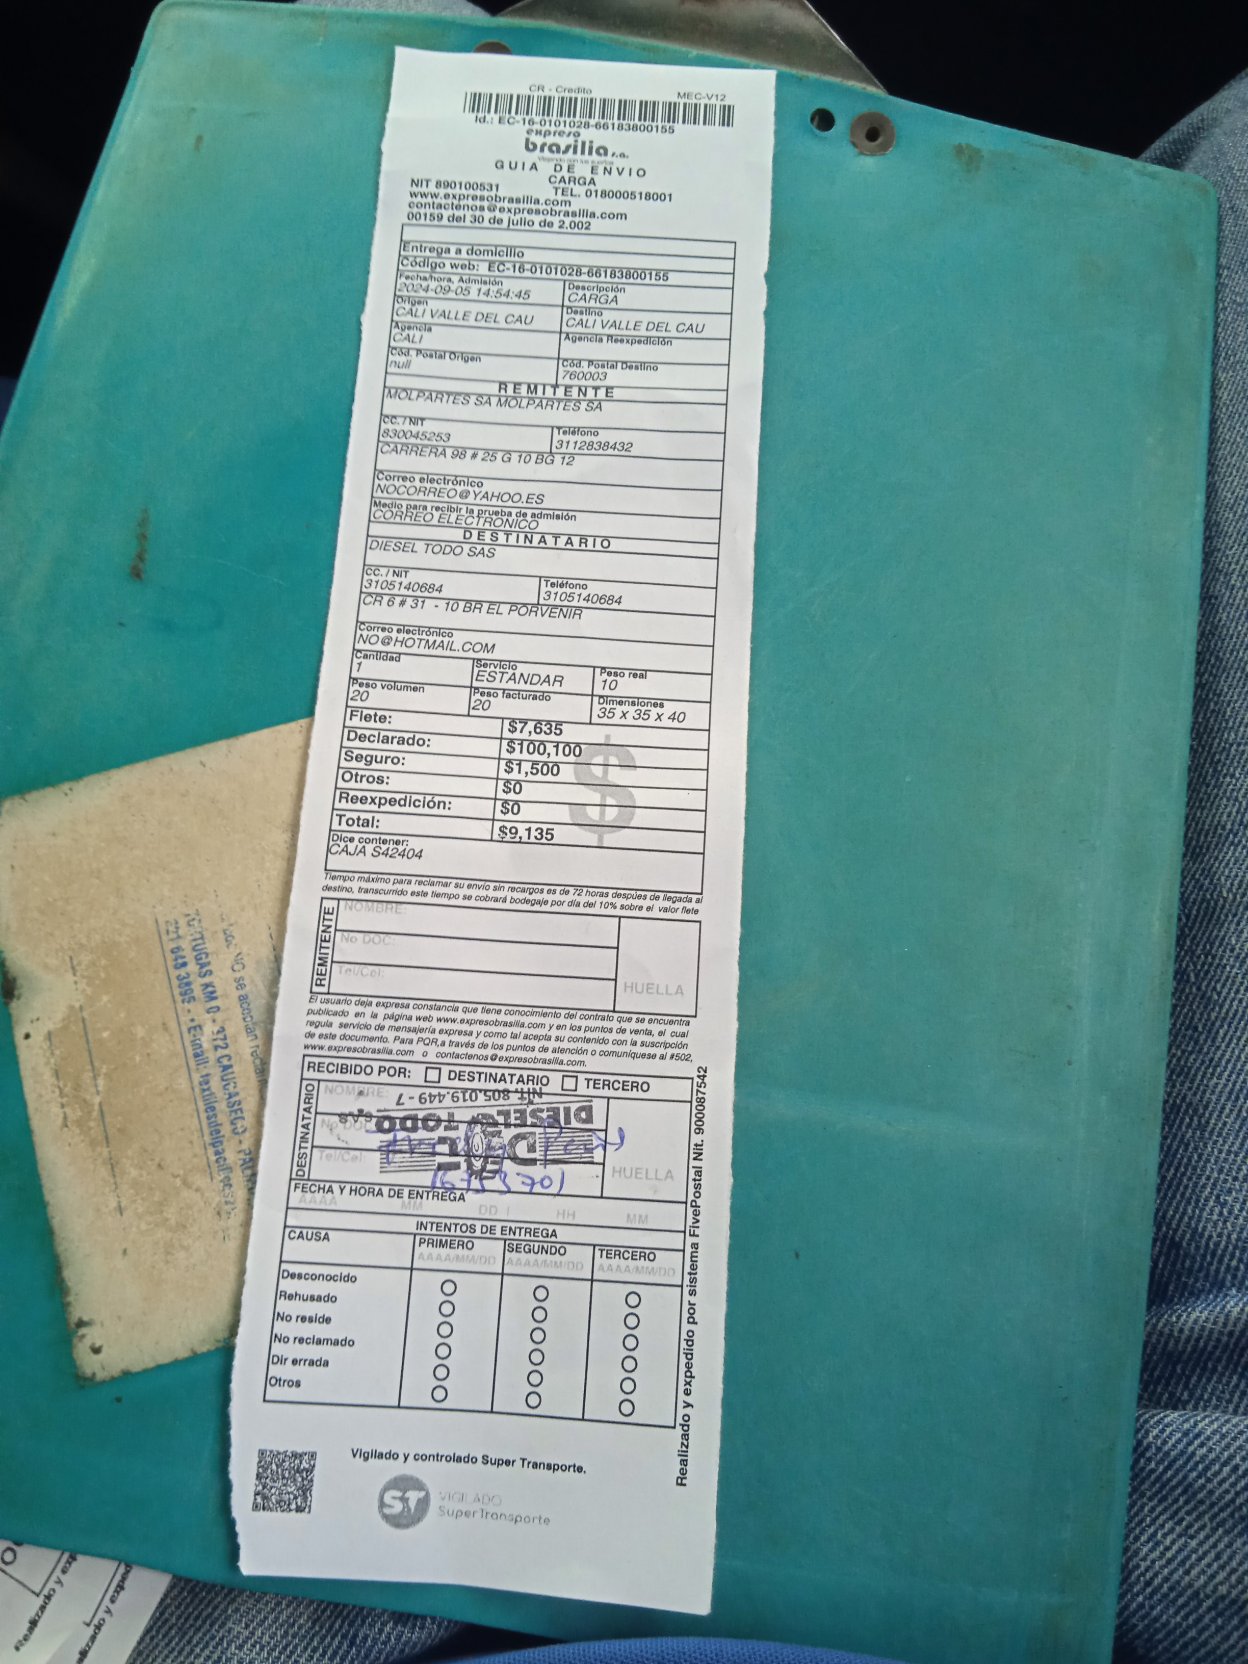 CR - Credito MEC-V12
Id.: EC-16-0101028-66183800155
expreso
brasilia s.a.
GUIA DE ENVIO
CARGA
NIT 890100531 TEL. 018000518001
www.expresobrasilia.com
contactenos@expresobrasilia.com
00159 del 30 de julio de 2.002
Entrega a domicilio
Código web: EC-16-0101028-66183800155
Fecha/hora, Admisión Descripción
2024-09-05 14:54:45 CARGA
Origen Destino
CALI VALLE DEL CAU CALI VALLE DEL CAU
Agencia Agencia Reexpedición
CALI
Cód. Postal Origen Cód. Postal Destino
null 760003
REMITENTE
MOLPARTES SA MOLPARTES SA
CC. / NIT Teléfono
830045253 3112838432
CARRERA 98 # 25 G 10 BG 12
Correo electrónico
NOCORREO@YAHOO.ES
Medio para recibir la prueba de admisión
CORREO ELECTRONICO
DESTINATARIO
DIESEL TODO SAS
CC. / NIT Teléfono
3105140684 3105140684
CR 6 # 31 - 10 BR EL PORVENIR
Correo electrónico
NO@HOTMAIL.COM
Cantidad Servicio Peso real
1 ESTANDAR 10
Peso volumen Peso facturado Dimensiones
20 20 35 x 35 x 40
Flete: $7,635
Declarado: $100,100
Seguro: $1,500
Otros: $0
Reexpedición: $0
Total: $9,135
$
Dice contener:
CAJA S42404
Tiempo máximo para reclamar su envío sin recargos es de 72 horas despúes de llegada al
destino, transcurrido este tiempo se cobrará bodegaje por día del 10% sobre el valor flete
REMITENTE
NOMBRE:
No DOC:
Tel/Cel:
HUELLA
El usuario deja expresa constancia que tiene conocimiento del contrato que se encuentra
publicado en la página web www.expresobrasilia.com y en los puntos de venta, el cual
regula servicio de mensajería expresa y como tal acepta su contenido con la suscripción
de este documento. Para PQR,a través de los puntos de atención o comuníquese al #502,
www.expresobrasilia.com o contactenos@expresobrasilia.com.
RECIBIDO POR: DESTINATARIO TERCERO
DESTINATARIO
NOMBRE:
No DOC:
Tel/Cel:
HUELLA
DIESEL TODO S.A.S
NIT. 805.019.449 - 7
FECHA Y HORA DE ENTREGA
AAAA MM DD HH MM
INTENTOS DE ENTREGA
CAUSA PRIMERO SEGUNDO TERCERO
AAAA/MM/DD AAAA/MM/DD AAAA/MM/DD
Desconocido
Rehusado
No reside
No reclamado
Dir errada
Otros
Realizado y expedido por sistema FivePostal Nit. 900087542
Vigilado y controlado Super Transporte.
ST
VIGILADO
SuperTransporte
NO se aceptan
KM 0 - 372 CAUCASECO -
Realizado y exp
alizado y exped